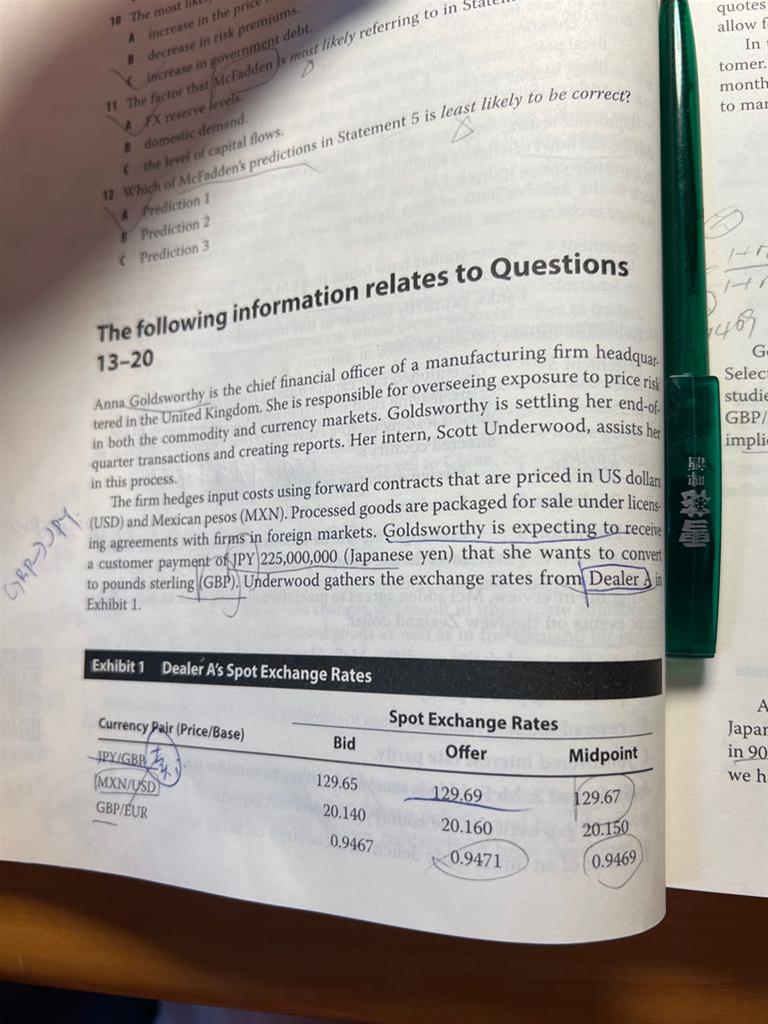 10 The most
A increase in the price
B decrease in risk premiums.
C increase in government debt.
11 The factor that McFadden is most likely referring to in
A FX reserve levels.
B domestic demand.
C the level of capital flows.
12 Which of McFadden's predictions in Statement 5 is least likely to be correct?
A Prediction 1
B Prediction 2
C Prediction 3
The following information relates to Questions
13–20
Anna Goldsworthy is the chief financial officer of a manufacturing firm headquar-
tered in the United Kingdom. She is responsible for overseeing exposure to price risk
in both the commodity and currency markets. Goldsworthy is settling her end-of-
quarter transactions and creating reports. Her intern, Scott Underwood, assists her
in this process.
The firm hedges input costs using forward contracts that are priced in US dollars
(USD) and Mexican pesos (MXN). Processed goods are packaged for sale under licens-
ing agreements with firms in foreign markets. Goldsworthy is expecting to receive
a customer payment of JPY 225,000,000 (Japanese yen) that she wants to convert
to pounds sterling (GBP). Underwood gathers the exchange rates from Dealer A in
Exhibit 1.
Exhibit 1 Dealer A's Spot Exchange Rates
Spot Exchange Rates
Currency Pair (Price/Base) Bid Offer Midpoint
JPY/GBP 129.65 129.69 129.67
MXN/USD 20.140 20.160 20.150
GBP/EUR 0.9467 0.9471 0.9469
quotes
allow f
In
tomer.
month
to mar
Selec
studie
GBP/
impli
A
Japar
in 90
we h